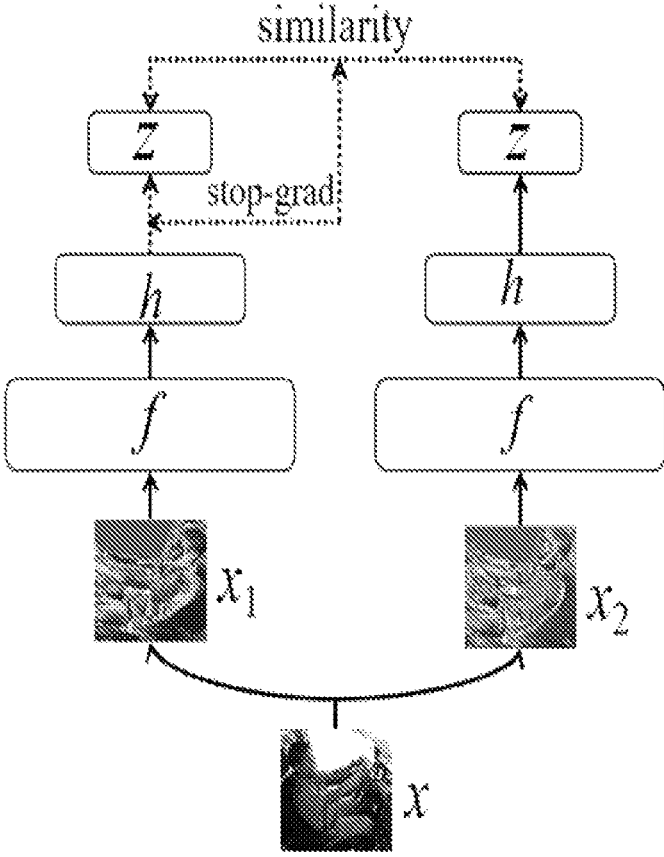 similarity
z z
stop-grad
h h
f f
x1 x2
x